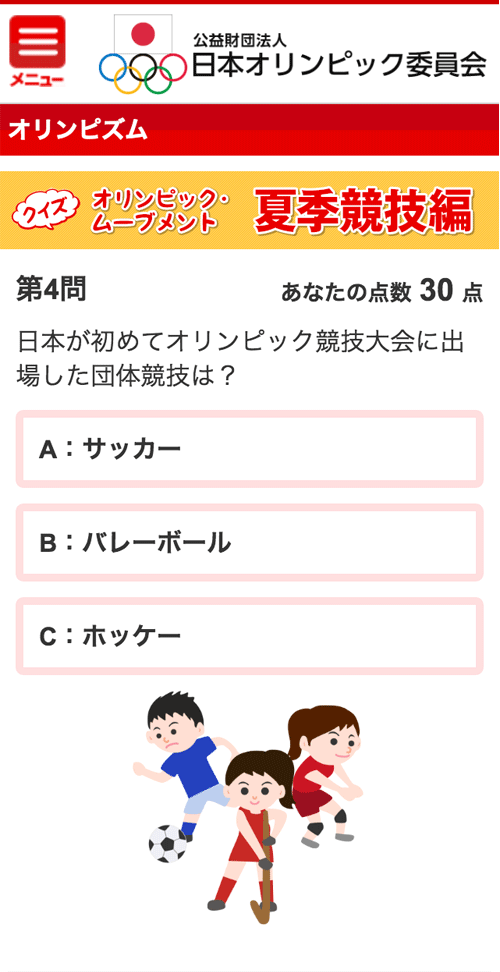 メニュー
公益財団法人
日本オリンピック委員会
オリンピズム
クイズ
オリンピック・
ムーブメント
夏季競技編
第4問 あなたの点数 30 点
日本が初めてオリンピック競技大会に出
場した団体競技は？
A：サッカー
B：バレーボール
C：ホッケー